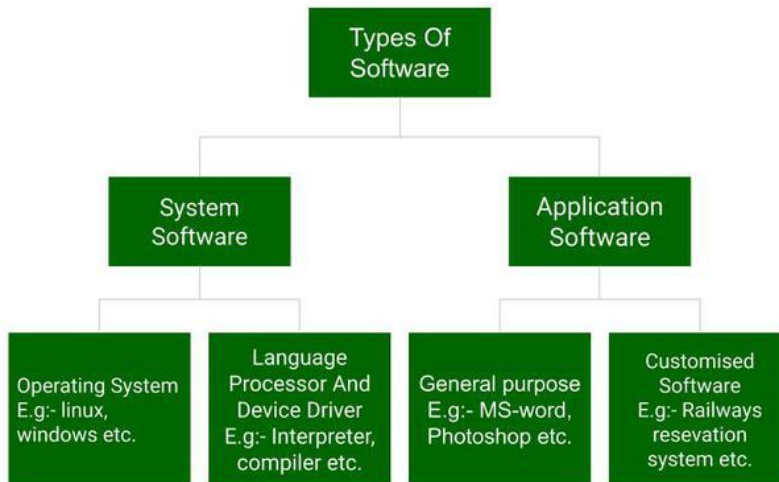 Types Of
Software
System
Software
Application
Software
Operating System
E.g:- linux,
windows etc.
Language
Processor And
Device Driver
E.g:- Interpreter,
compiler etc.
General purpose
E.g:- MS-word,
Photoshop etc.
Customised
Software
E.g:- Railways
resevation
system etc.